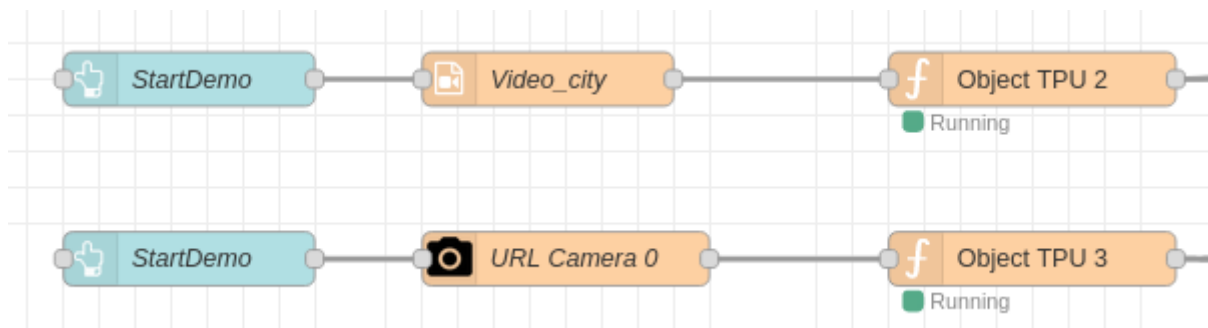 StartDemo Video_city Object TPU 2
Running
StartDemo URL Camera 0 Object TPU 3
Running